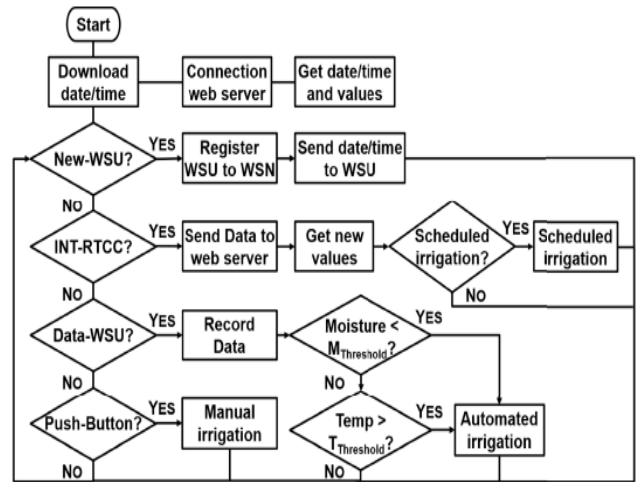 Start
Download
date/time
Connection
web server
Get date/time
and values
New-WSU?
YES
Register
WSU to WSN
Send date/time
to WSU
NO
INT-RTCC?
YES
Send Data to
web server
Get new
values
Scheduled
irrigation?
YES
Scheduled
irrigation
NO
NO
Data-WSU?
YES
Record
Data
Moisture <
MThreshold?
YES
NO
NO
Push-Button?
YES
Manual
irrigation
Temp >
TThreshold?
YES
Automated
irrigation
NO
NO